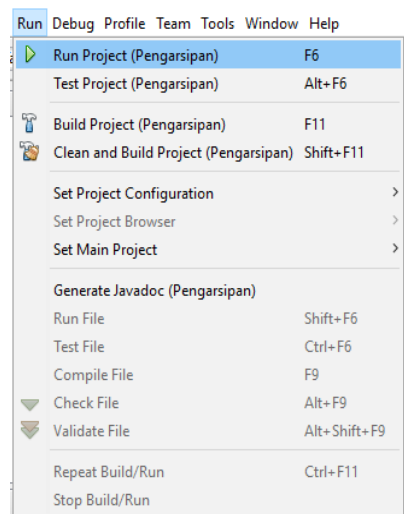 Run Debug Profile Team Tools Window Help
Run Project (Pengarsipan) F6
Test Project (Pengarsipan) Alt+F6
Build Project (Pengarsipan) F11
Clean and Build Project (Pengarsipan) Shift+F11
Set Project Configuration
Set Project Browser
Set Main Project
Generate Javadoc (Pengarsipan)
Run File Shift+F6
Test File Ctrl+F6
Compile File F9
Check File Alt+F9
Validate File Alt+Shift+F9
Repeat Build/Run Ctrl+F11
Stop Build/Run